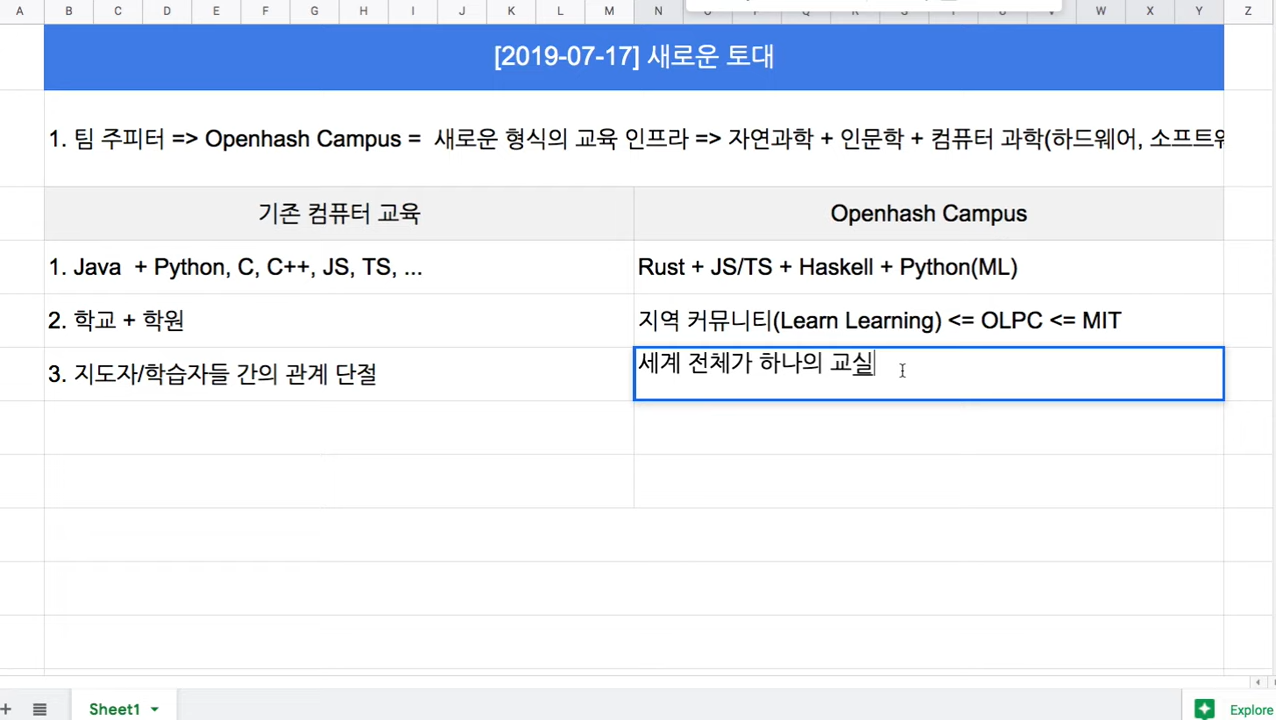 A B C D E F G H I J K L M N W X Y Z
[2019-07-17] 새로운 토대
1. 팀 주피터 => Openhash Campus = 새로운 형식의 교육 인프라 => 자연과학 + 인문학 + 컴퓨터 과학(하드웨어, 소프트웨
기존 컴퓨터 교육 Openhash Campus
1. Java + Python, C, C++, JS, TS, ... Rust + JS/TS + Haskell + Python(ML)
2. 학교 + 학원 지역 커뮤니티(Learn Learning) <= OLPC <= MIT
3. 지도자/학습자들 간의 관계 단절 세계 전체가 하나의 교실
Sheet1 Explore